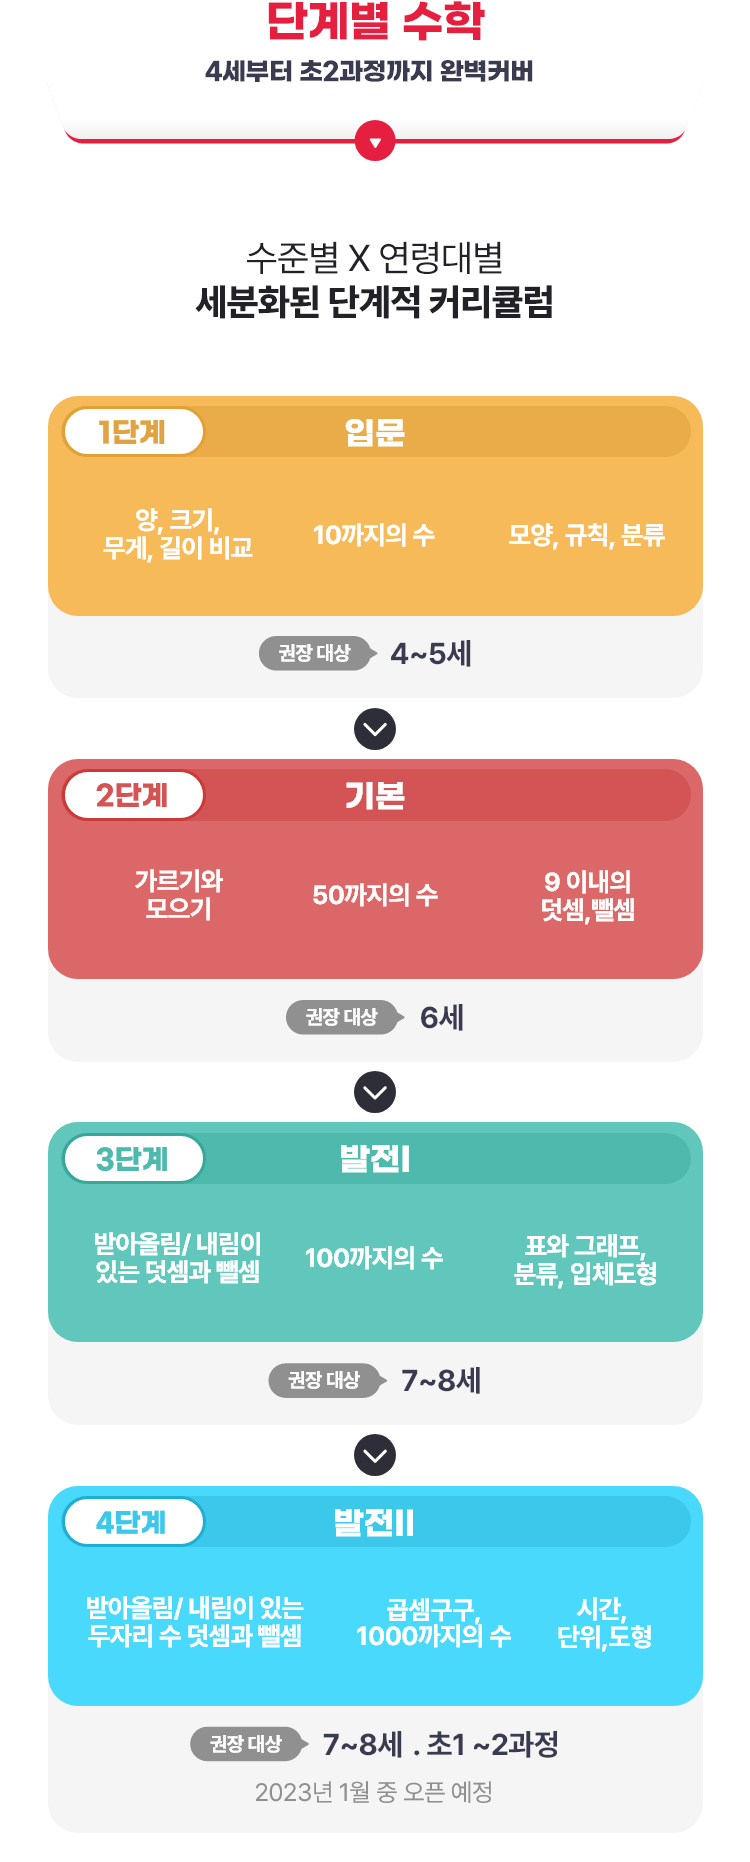 단계별 수학
4세부터 초2과정까지 완벽커버
수준별 X 연령대별
세분화된 단계적 커리큘럼
1단계
입문
양, 크기,
무게, 길이 비교
10까지의 수
모양, 규칙, 분류
권장 대상
4~5세
2단계
기본
가르기와
모으기
50까지의 수
9 이내의
덧셈,뺄셈
권장 대상
6세
3단계
발전I
받아올림/ 내림이
있는 덧셈과 뺄셈
100까지의 수
표와 그래프,
분류, 입체도형
권장 대상
7~8세
4단계
발전II
받아올림/ 내림이 있는
두자리 수 덧셈과 뺄셈
곱셈구구,
1000까지의 수
시간,
단위,도형
권장 대상
7~8세 . 초1 ~2과정
2023년 1월 중 오픈 예정